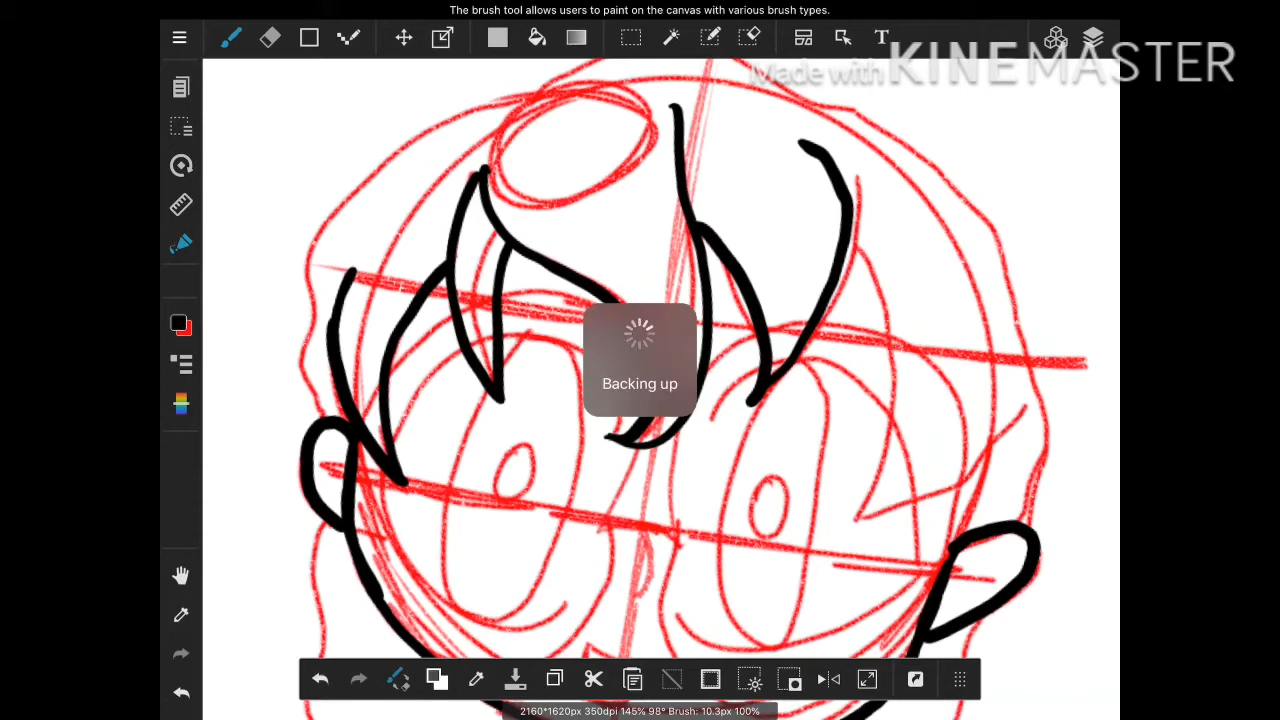 The brush tool allows users to paint on the canvas with various brush types.
T
Made with KINEMASTER
Backing up
2160*1620px 350dpi 145% 98° Brush: 10.3px 100%